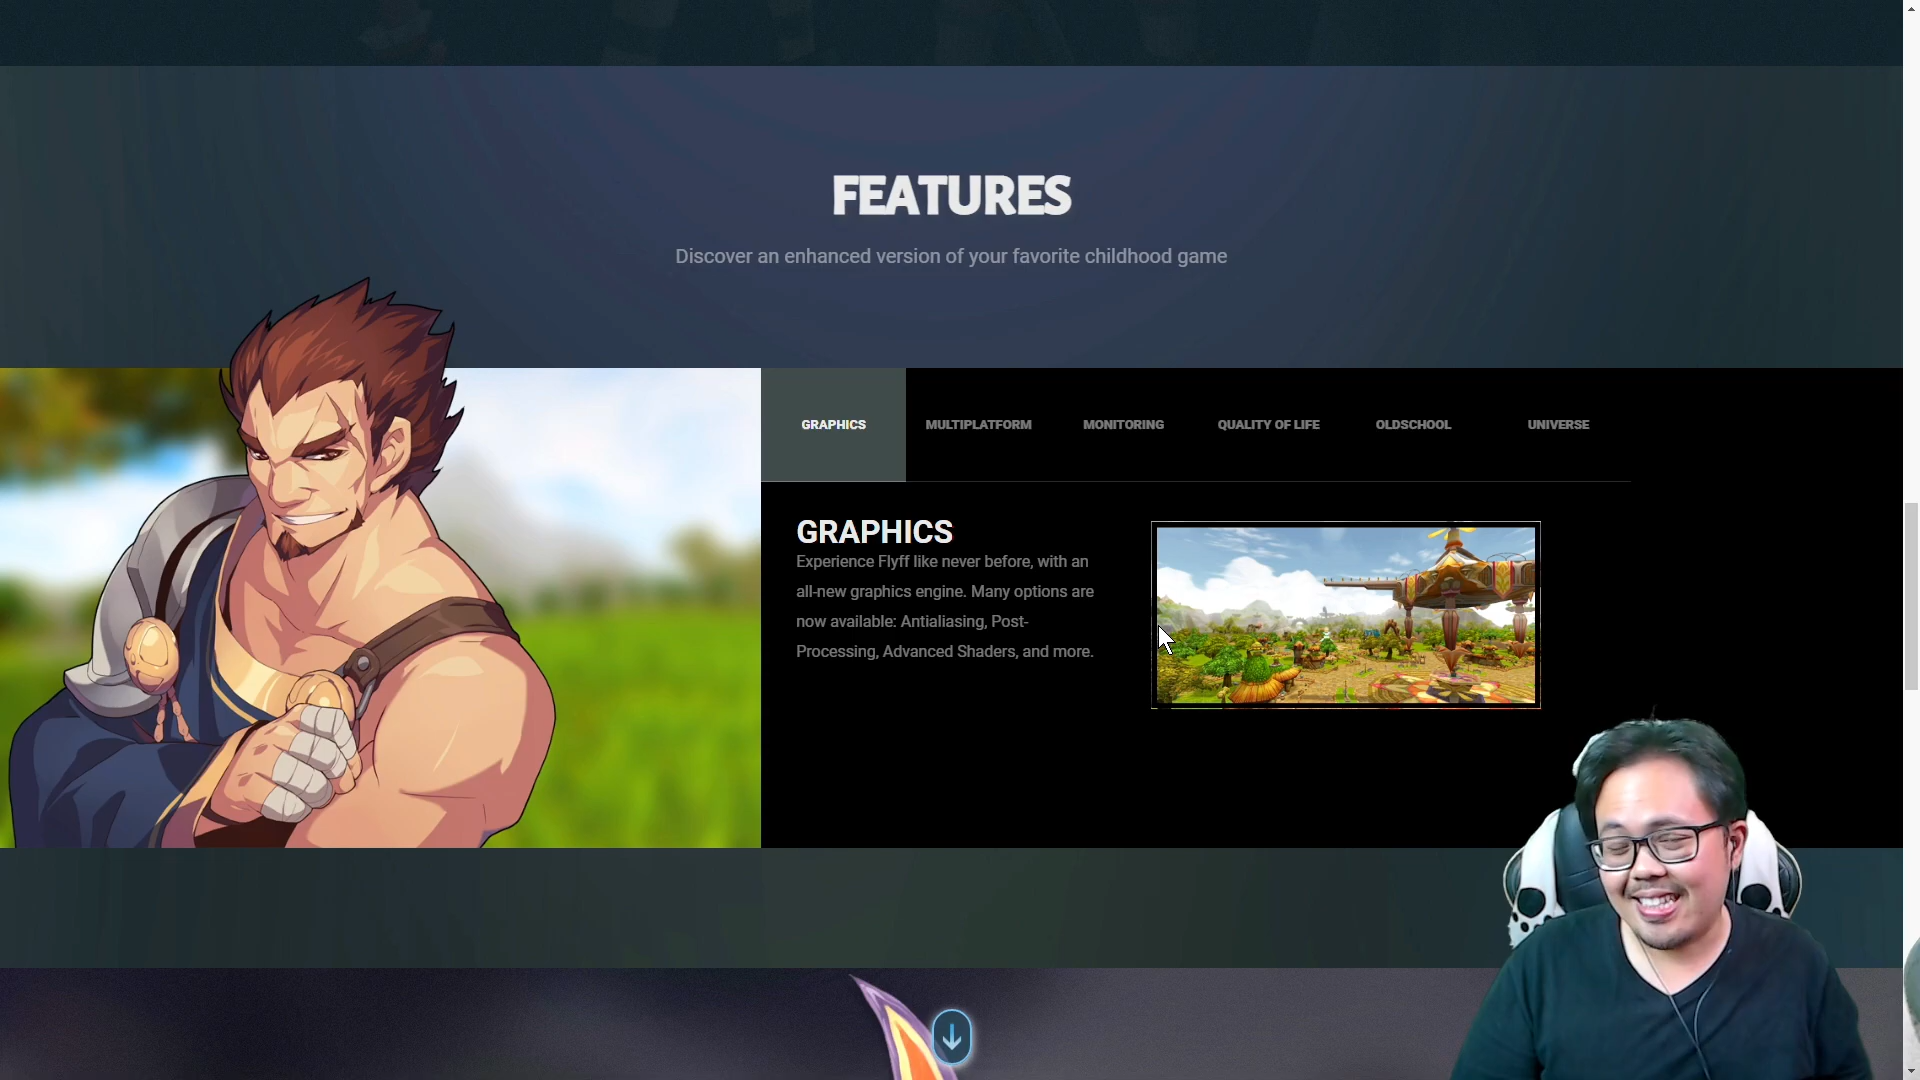 FEATURES
Discover an enhanced version of your favorite childhood game
GRAPHICS
MULTIPLATFORM
MONITORING
QUALITY OF LIFE
OLDSCHOOL
UNIVERSE
GRAPHICS
Experience Flyff like never before, with an
all-new graphics engine. Many options are
now available: Antialiasing, Post-
Processing, Advanced Shaders, and more.